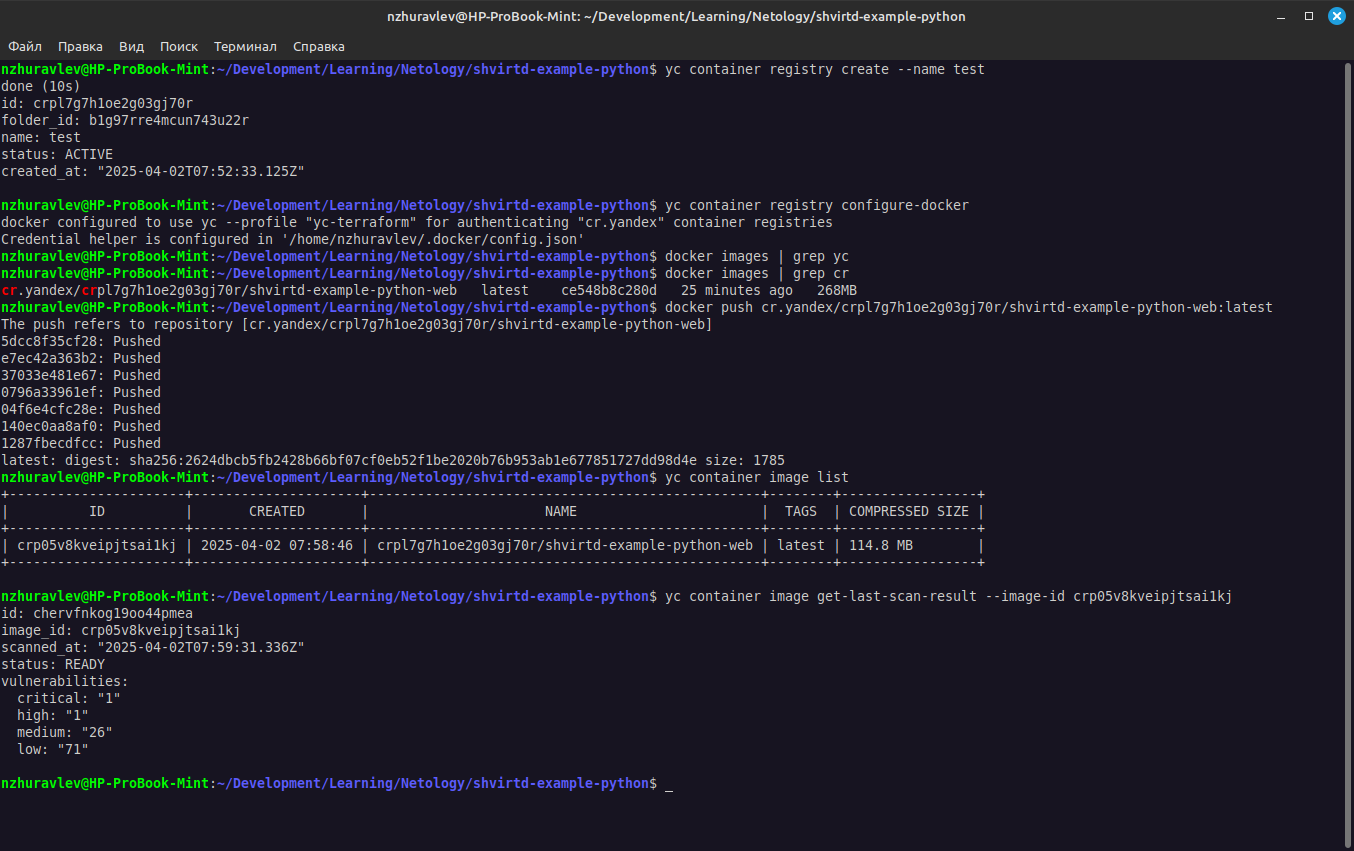 nzhuravlev@HP-ProBook-Mint: ~/Development/Learning/Netology/shvirtd-example-python
Файл Правка Вид Поиск Терминал Справка
nzhuravlev@HP-ProBook-Mint:~/Development/Learning/Netology/shvirtd-example-python$ yc container registry create --name test
done (10s)
id: crpl7g7h1oe2g03gj70r
folder_id: b1g97rre4mcun743u22r
name: test
status: ACTIVE
created_at: "2025-04-02T07:52:33.125Z"
nzhuravlev@HP-ProBook-Mint:~/Development/Learning/Netology/shvirtd-example-python$ yc container registry configure-docker
docker configured to use yc --profile "yc-terraform" for authenticating "cr.yandex" container registries
Credential helper is configured in '/home/nzhuravlev/.docker/config.json'
nzhuravlev@HP-ProBook-Mint:~/Development/Learning/Netology/shvirtd-example-python$ docker images | grep yc
nzhuravlev@HP-ProBook-Mint:~/Development/Learning/Netology/shvirtd-example-python$ docker images | grep cr
cr.yandex/crpl7g7h1oe2g03gj70r/shvirtd-example-python-web   latest    ce548b8c280d   25 minutes ago   268MB
nzhuravlev@HP-ProBook-Mint:~/Development/Learning/Netology/shvirtd-example-python$ docker push cr.yandex/crpl7g7h1oe2g03gj70r/shvirtd-example-python-web:latest
The push refers to repository [cr.yandex/crpl7g7h1oe2g03gj70r/shvirtd-example-python-web]
5dcc8f35cf28: Pushed
e7ec42a363b2: Pushed
37033e481e67: Pushed
0796a33961ef: Pushed
04f6e4cfc28e: Pushed
140ec0aa8af0: Pushed
1287fbecdfcc: Pushed
latest: digest: sha256:2624dbcb5fb2428b66bf07cf0eb52f1be2020b76b953ab1e677851727dd98d4e size: 1785
nzhuravlev@HP-ProBook-Mint:~/Development/Learning/Netology/shvirtd-example-python$ yc container image list
| ID | CREATED | NAME | TAGS | COMPRESSED SIZE |
| crp05v8kveipjtsai1kj | 2025-04-02 07:58:46 | crpl7g7h1oe2g03gj70r/shvirtd-example-python-web | latest | 114.8 MB |
nzhuravlev@HP-ProBook-Mint:~/Development/Learning/Netology/shvirtd-example-python$ yc container image get-last-scan-result --image-id crp05v8kveipjtsai1kj
id: chervfnkog19oo44pmea
image_id: crp05v8kveipjtsai1kj
scanned_at: "2025-04-02T07:59:31.336Z"
status: READY
vulnerabilities:
  critical: "1"
  high: "1"
  medium: "26"
  low: "71"
nzhuravlev@HP-ProBook-Mint:~/Development/Learning/Netology/shvirtd-example-python$ _